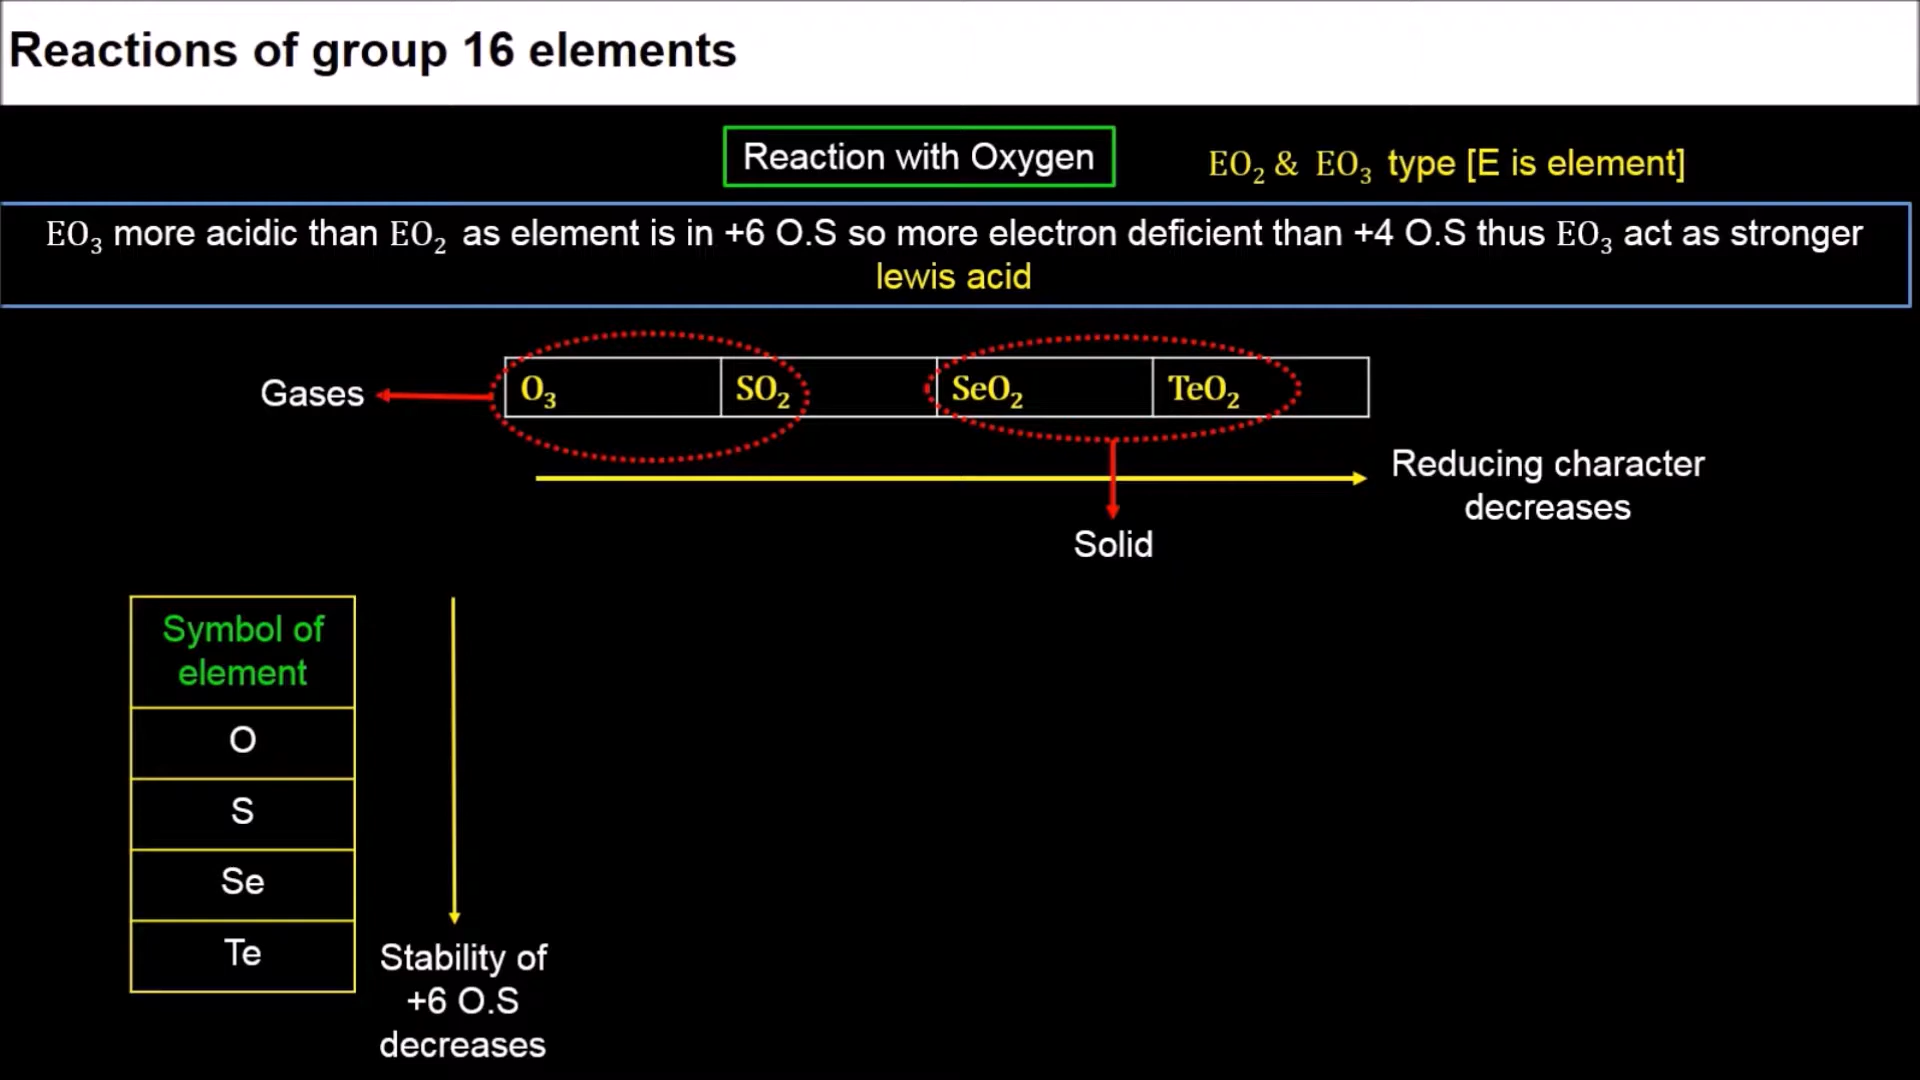 Reactions of group 16 elements
Reaction with Oxygen
EO₂ & EO₃ type [E is element]
EO₃ more acidic than EO₂ as element is in +6 O.S so more electron deficient than +4 O.S thus EO₃ act as stronger
lewis acid
Gases
O₃ SO₂ SeO₂ TeO₂
Reducing character
decreases
Solid
Symbol of
element
O
S
Se
Te
Stability of
+6 O.S
decreases